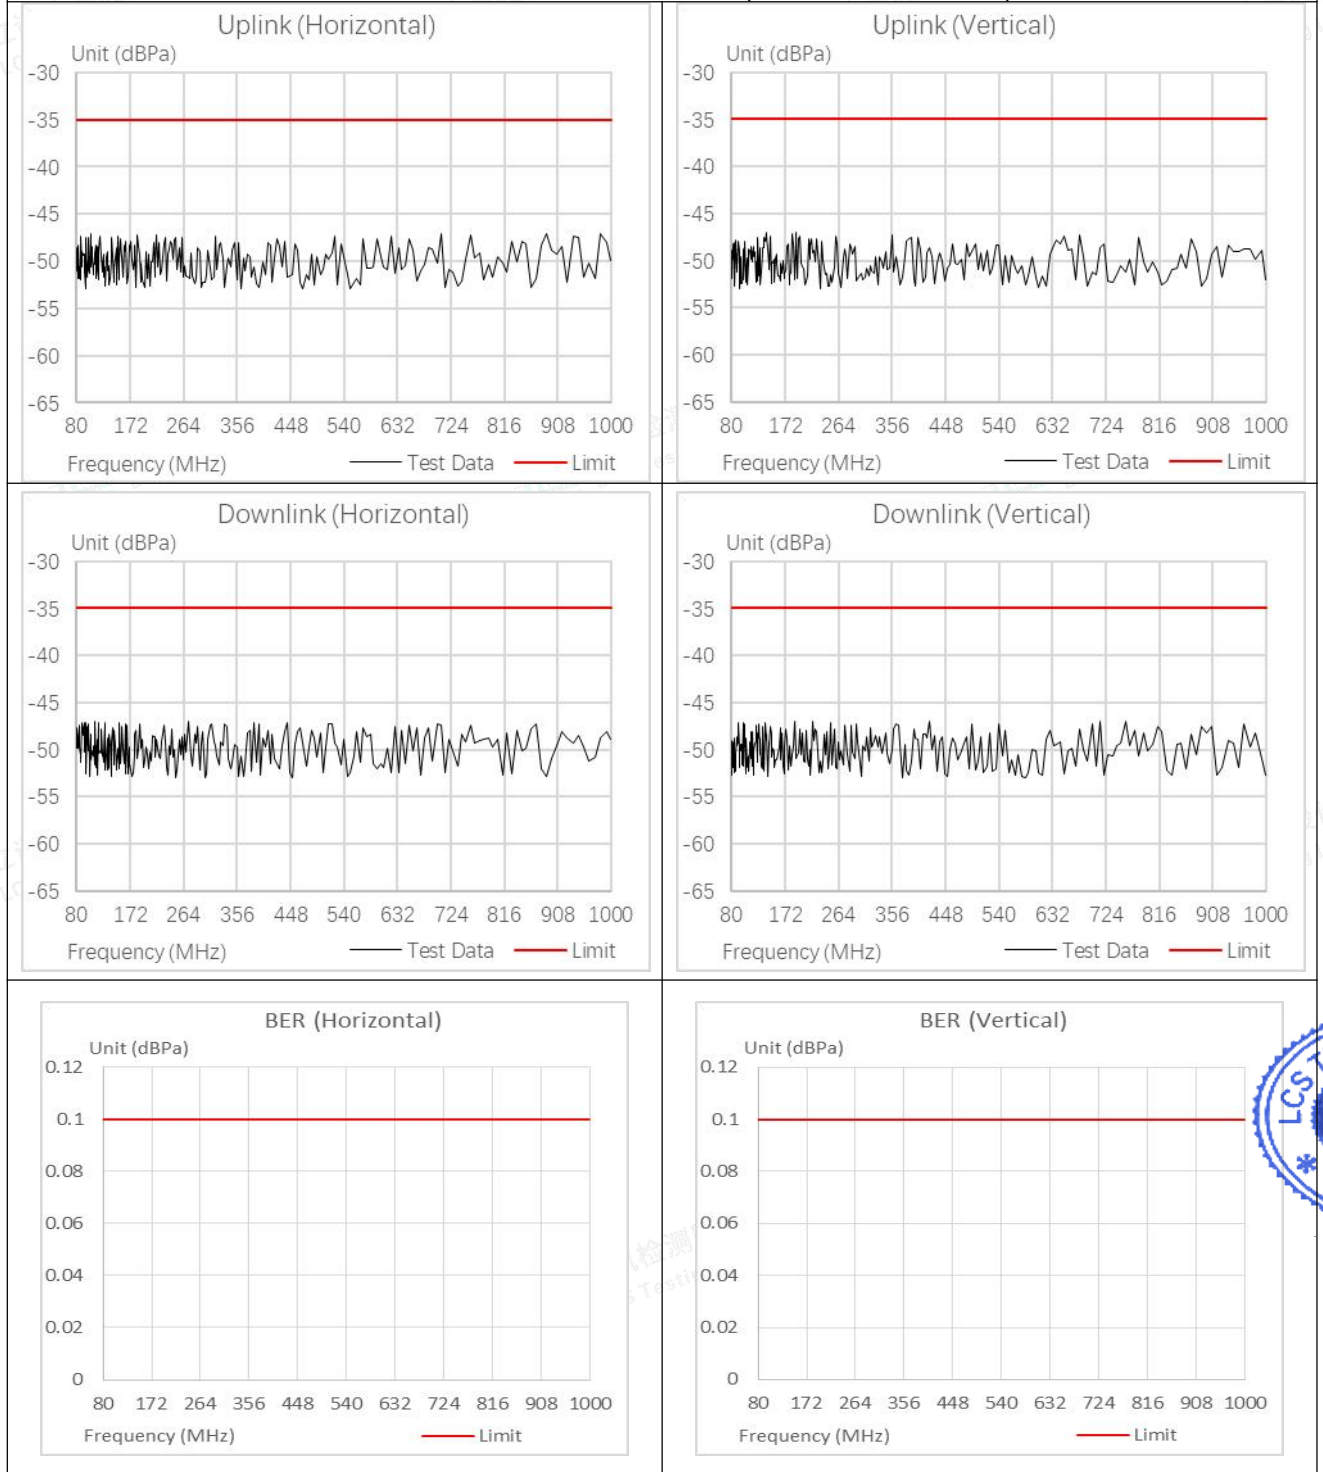 Uplink (Horizontal)
Unit (dBPa)
-30
-35
-40
-45
-50
-55
-60
-65
80 172 264 356 448 540 632 724 816 908 1000
Frequency (MHz) Test Data Limit
Uplink (Vertical)
Unit (dBPa)
-30
-35
-40
-45
-50
-55
-60
-65
80 172 264 356 448 540 632 724 816 908 1000
Frequency (MHz) Test Data Limit
Downlink (Horizontal)
Unit (dBPa)
-30
-35
-40
-45
-50
-55
-60
-65
80 172 264 356 448 540 632 724 816 908 1000
Frequency (MHz) Test Data Limit
Downlink (Vertical)
Unit (dBPa)
-30
-35
-40
-45
-50
-55
-60
-65
80 172 264 356 448 540 632 724 816 908 1000
Frequency (MHz) Test Data Limit
BER (Horizontal)
Unit (dBPa)
0.12
0.1
0.08
0.06
0.04
0.02
0
80 172 264 356 448 540 632 724 816 908 1000
Frequency (MHz) Limit
BER (Vertical)
Unit (dBPa)
0.12
0.1
0.08
0.06
0.04
0.02
0
80 172 264 356 448 540 632 724 816 908 1000
Frequency (MHz) Limit
LCS T
*
检测